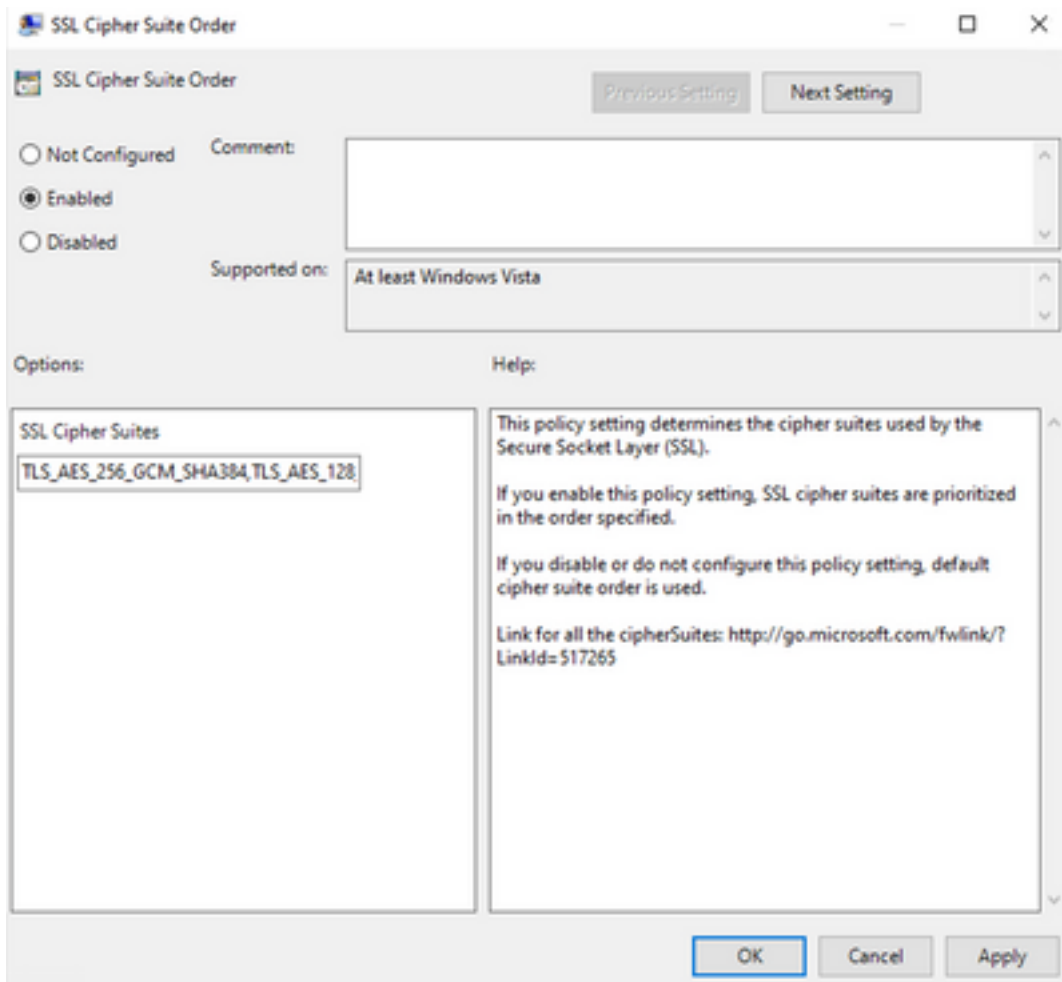 SSL Cipher Suite Order
SSL Cipher Suite Order
Previous Setting
Next Setting
Not Configured
Comment:
Enabled
Disabled
Supported on:
At least Windows Vista
Options:
Help:
SSL Cipher Suites
TLS_AES_256_GCM_SHA384,TLS_AES_128_
This policy setting determines the cipher suites used by the
Secure Socket Layer (SSL).
If you enable this policy setting, SSL cipher suites are prioritized
in the order specified.
If you disable or do not configure this policy setting, default
cipher suite order is used.
Link for all the cipherSuites: http://go.microsoft.com/fwlink/?
LinkId=517265
OK
Cancel
Apply